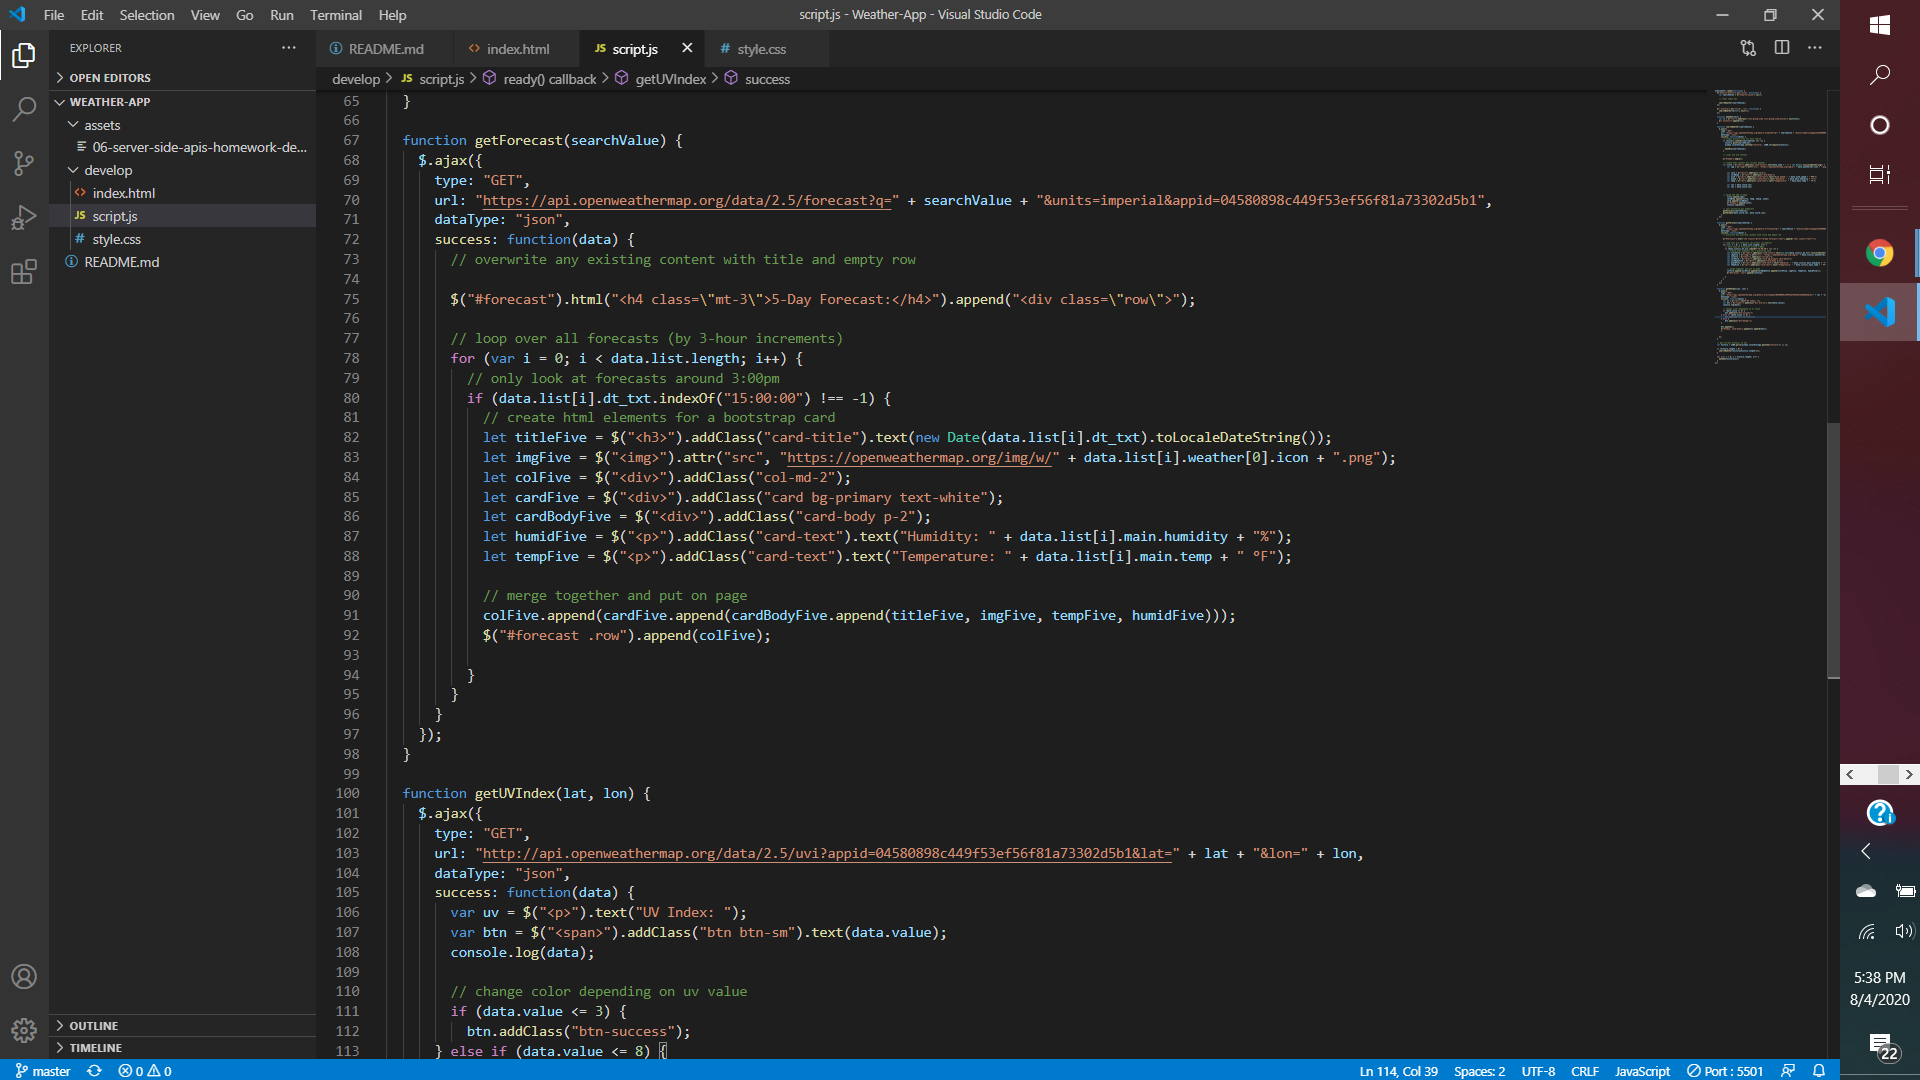 File Edit Selection View Go Run Terminal Help
script.js - Weather-App - Visual Studio Code
EXPLORER
OPEN EDITORS
WEATHER-APP
assets
06-server-side-apis-homework-de...
develop
index.html
script.js
style.css
README.md
OUTLINE
TIMELINE
README.md index.html script.js style.css
develop > script.js > ready() callback > getUVIndex > success
65 }
66
67 function getForecast(searchValue) {
68 $.ajax({
69 type: "GET",
70 url: "https://api.openweathermap.org/data/2.5/forecast?q=" + searchValue + "&units=imperial&appid=04580898c449f53ef56f81a73302d5b1",
71 dataType: "json",
72 success: function(data) {
73 // overwrite any existing content with title and empty row
74
75 $("#forecast").html("<h4 class=\"mt-3\">5-Day Forecast:</h4>").append("<div class=\"row\">");
76
77 // loop over all forecasts (by 3-hour increments)
78 for (var i = 0; i < data.list.length; i++) {
79 // only look at forecasts around 3:00pm
80 if (data.list[i].dt_txt.indexOf("15:00:00") !== -1) {
81 // create html elements for a bootstrap card
82 let titleFive = $("<h3>").addClass("card-title").text(new Date(data.list[i].dt_txt).toLocaleDateString());
83 let imgFive = $("<img>").attr("src", "https://openweathermap.org/img/w/" + data.list[i].weather[0].icon + ".png");
84 let colFive = $("<div>").addClass("col-md-2");
85 let cardFive = $("<div>").addClass("card bg-primary text-white");
86 let cardBodyFive = $("<div>").addClass("card-body p-2");
87 let humidFive = $("<p>").addClass("card-text").text("Humidity: " + data.list[i].main.humidity + "%");
88 let tempFive = $("<p>").addClass("card-text").text("Temperature: " + data.list[i].main.temp + " °F");
89
90 // merge together and put on page
91 colFive.append(cardFive.append(cardBodyFive.append(titleFive, imgFive, tempFive, humidFive)));
92 $("#forecast .row").append(colFive);
93
94 }
95 }
96 }
97 });
98 }
99
100 function getUVIndex(lat, lon) {
101 $.ajax({
102 type: "GET",
103 url: "http://api.openweathermap.org/data/2.5/uvi?appid=04580898c449f53ef56f81a73302d5b1&lat=" + lat + "&lon=" + lon,
104 dataType: "json",
105 success: function(data) {
106 var uv = $("<p>").text("UV Index: ");
107 var btn = $("<span>").addClass("btn btn-sm").text(data.value);
108 console.log(data);
109
110 // change color depending on uv value
111 if (data.value <= 3) {
112 btn.addClass("btn-success");
113 } else if (data.value <= 8) {
master 0 0
Ln 114, Col 39 Spaces: 2 UTF-8 CRLF JavaScript Port : 5501
5:38 PM
8/4/2020
22